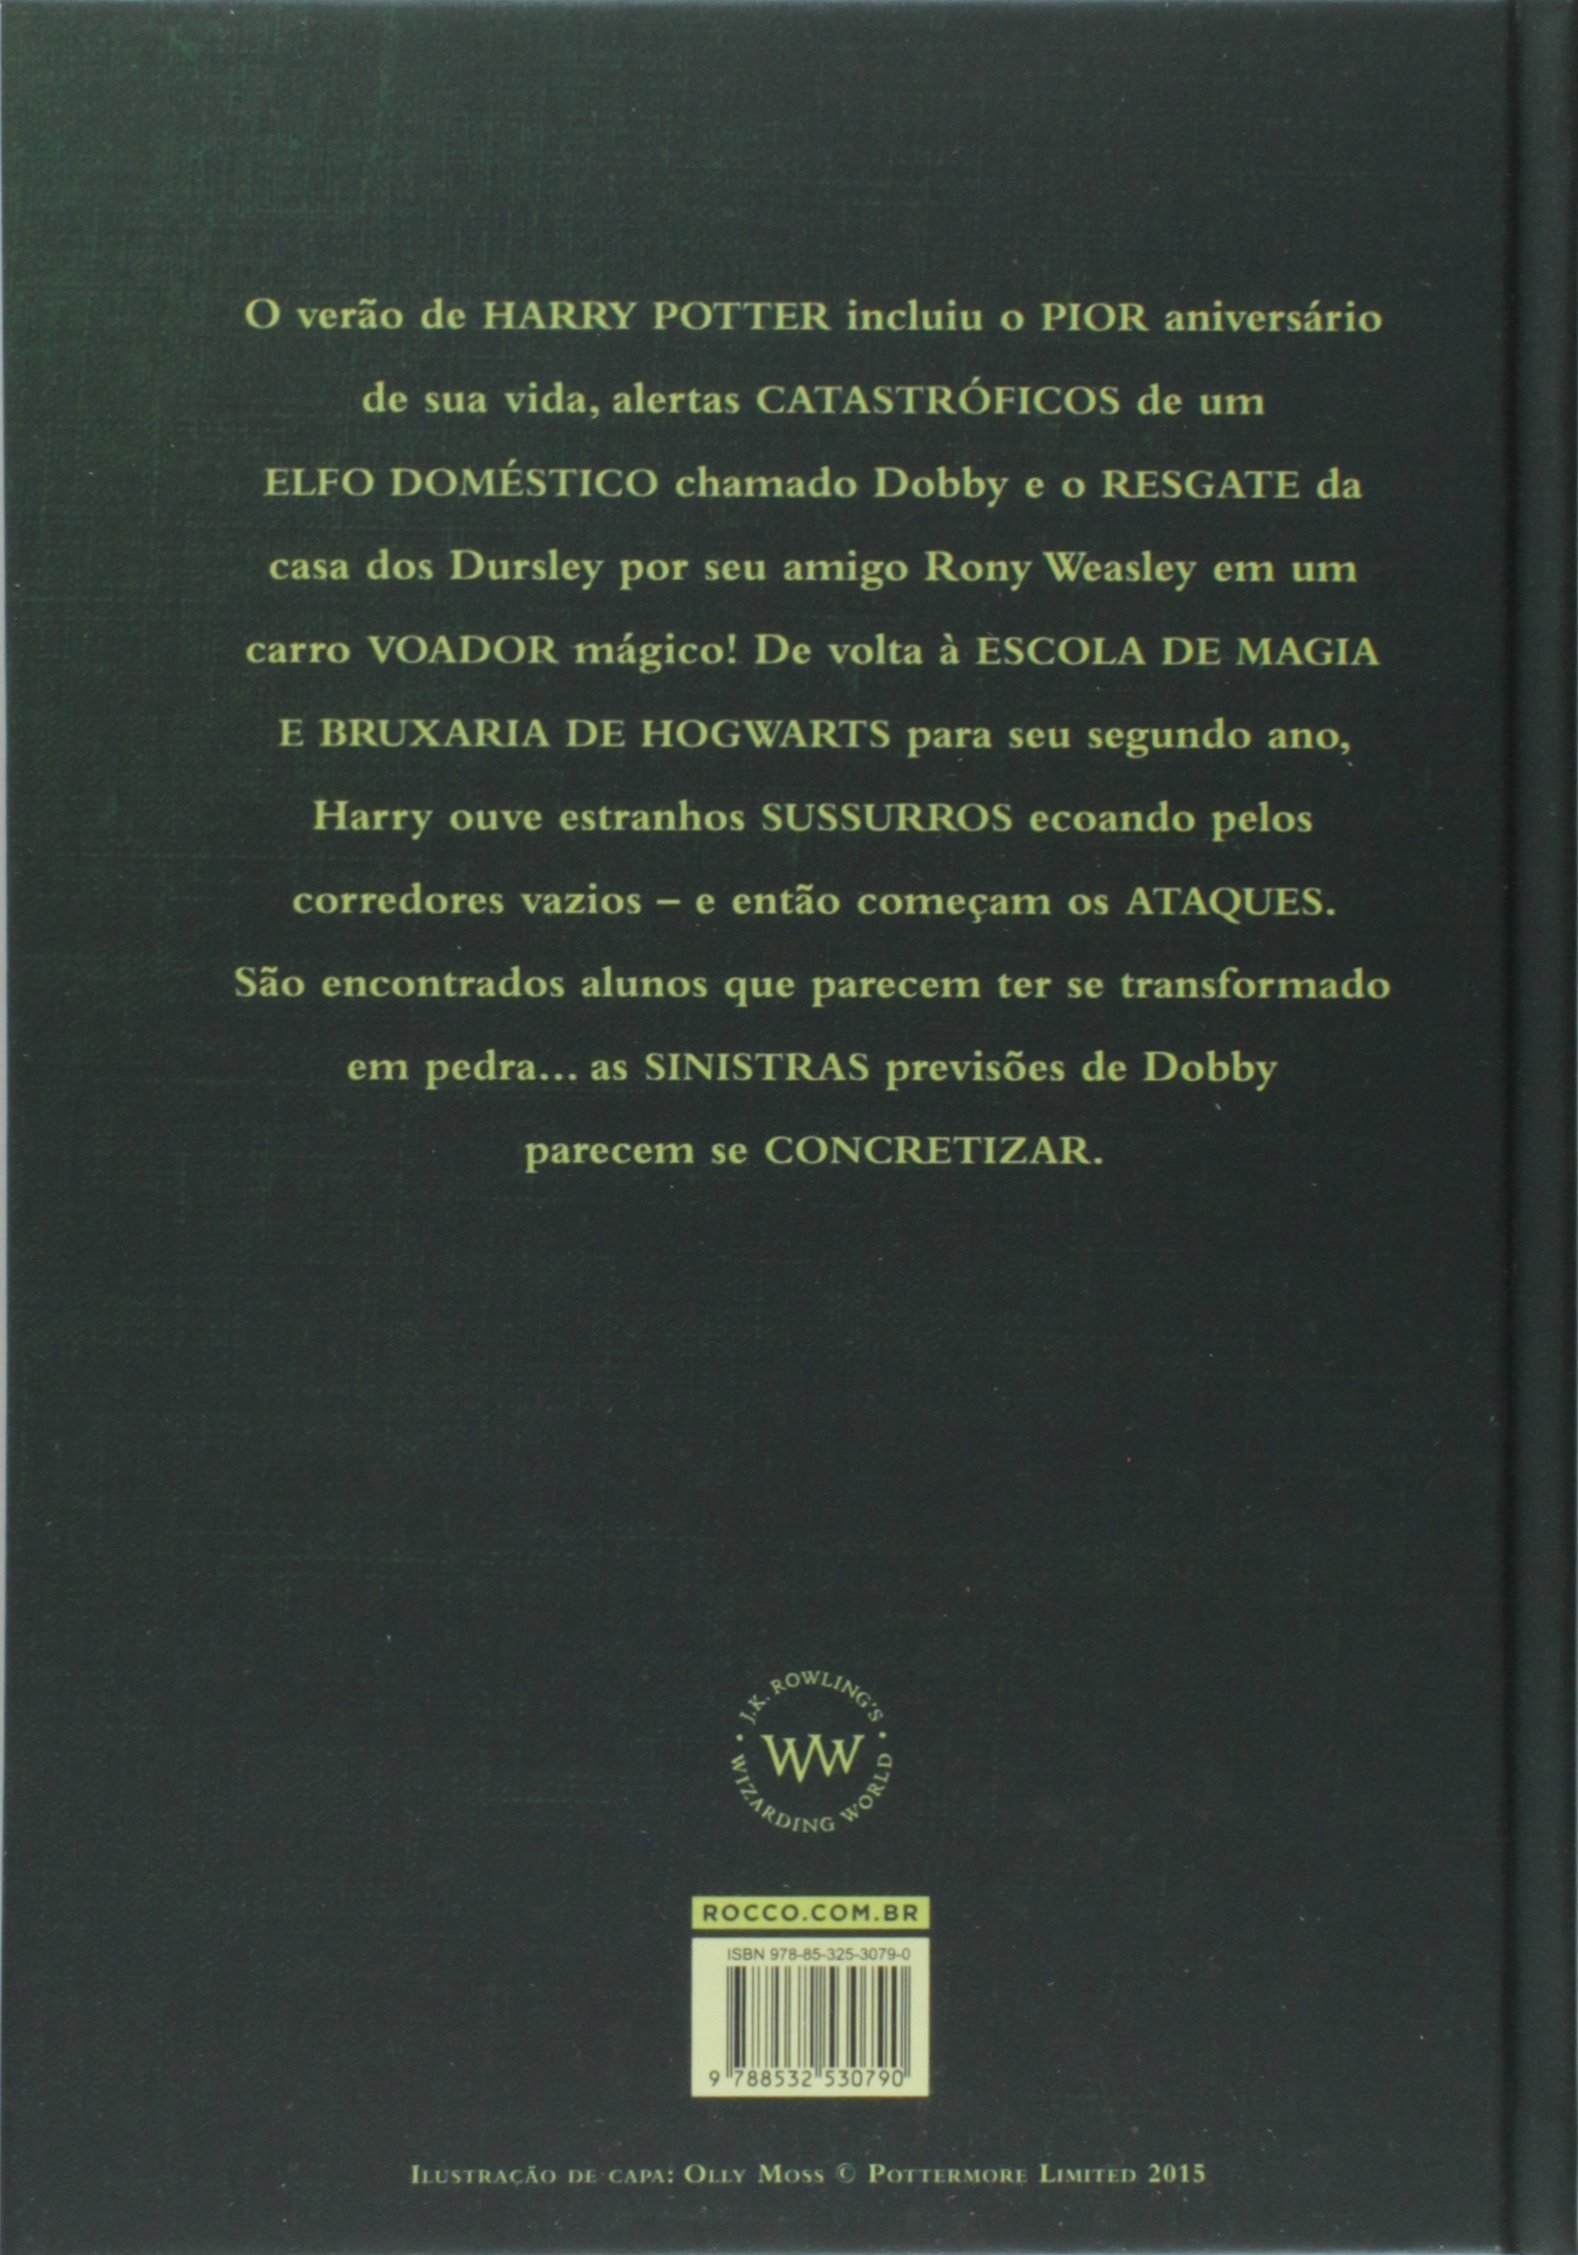 O verão de HARRY POTTER incluiu o PIOR aniversário
de sua vida, alertas CATASTRÓFICOS de um
ELFO DOMÉSTICO chamado Dobby e o RESGATE da
casa dos Dursley por seu amigo Rony Weasley em um
carro VOADOR mágico! De volta à ESCOLA DE MAGIA
E BRUXARIA DE HOGWARTS para seu segundo ano,
Harry ouve estranhos SUSSURROS ecoando pelos
corredores vazios – e então começam os ATAQUES.
São encontrados alunos que parecem ter se transformado
em pedra... as SINISTRAS previsões de Dobby
parecem se CONCRETIZAR.
J.K. ROWLING'S
WW
WIZARDING WORLD
ROCCO.COM.BR
ISBN 978-85-325-3079-0
9 788532 530790
ILUSTRAÇÃO DE CAPA: OLLY MOSS © POTTERMORE LIMITED 2015